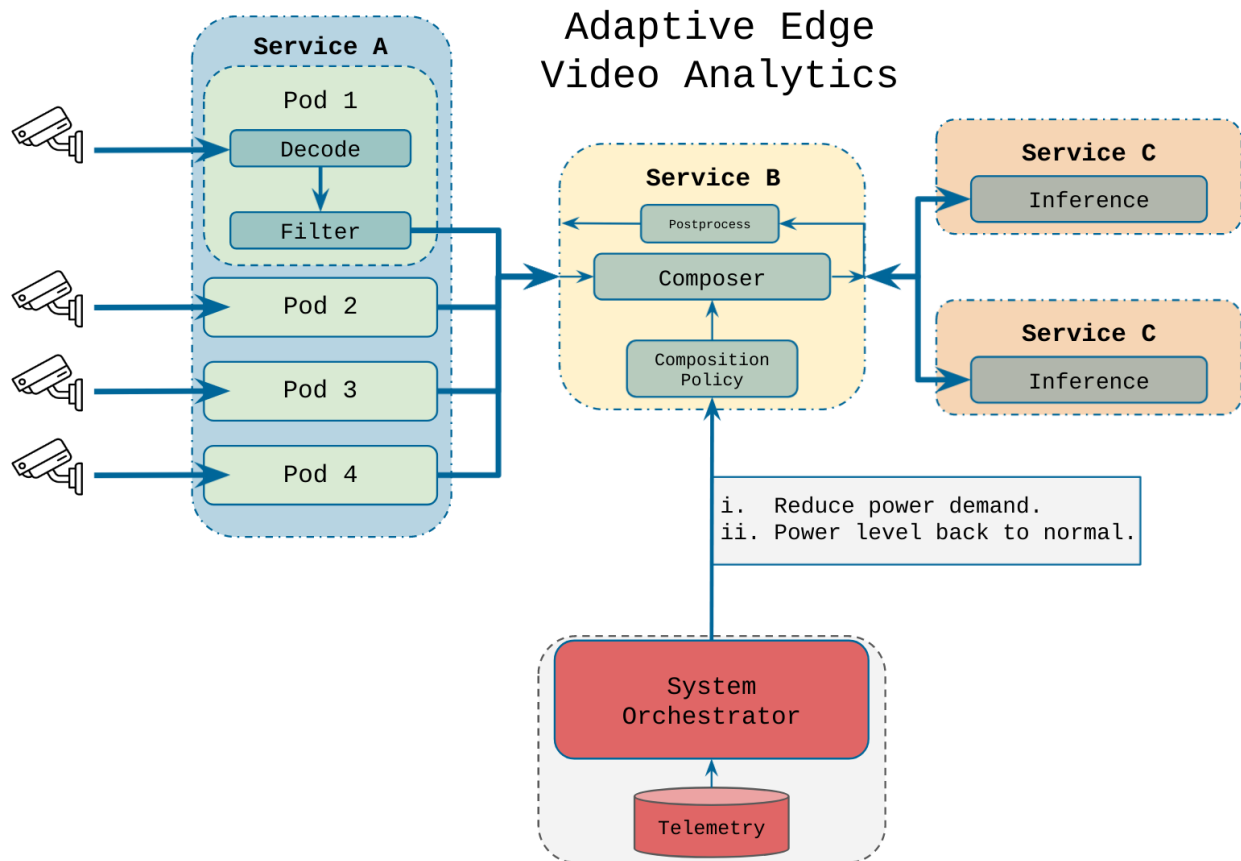 Adaptive Edge
Video Analytics
Service A
Pod 1
Decode
Filter
Pod 2
Pod 3
Pod 4
Service B
Postprocess
Composer
Composition
Policy
Service C
Inference
Service C
Inference
i. Reduce power demand.
ii. Power level back to normal.
System
Orchestrator
Telemetry